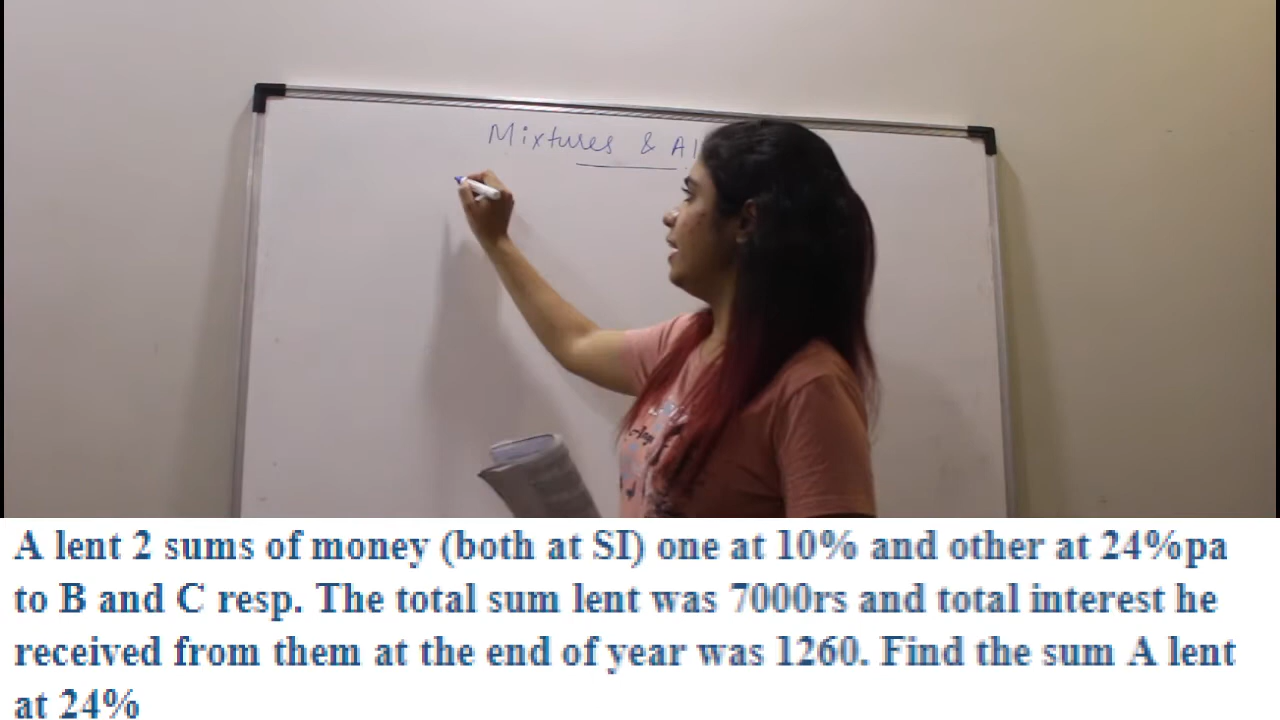 Mixtures & Al
A lent 2 sums of money (both at SI) one at 10% and other at 24%pa
to B and C resp. The total sum lent was 7000rs and total interest he
received from them at the end of year was 1260. Find the sum A lent
at 24%